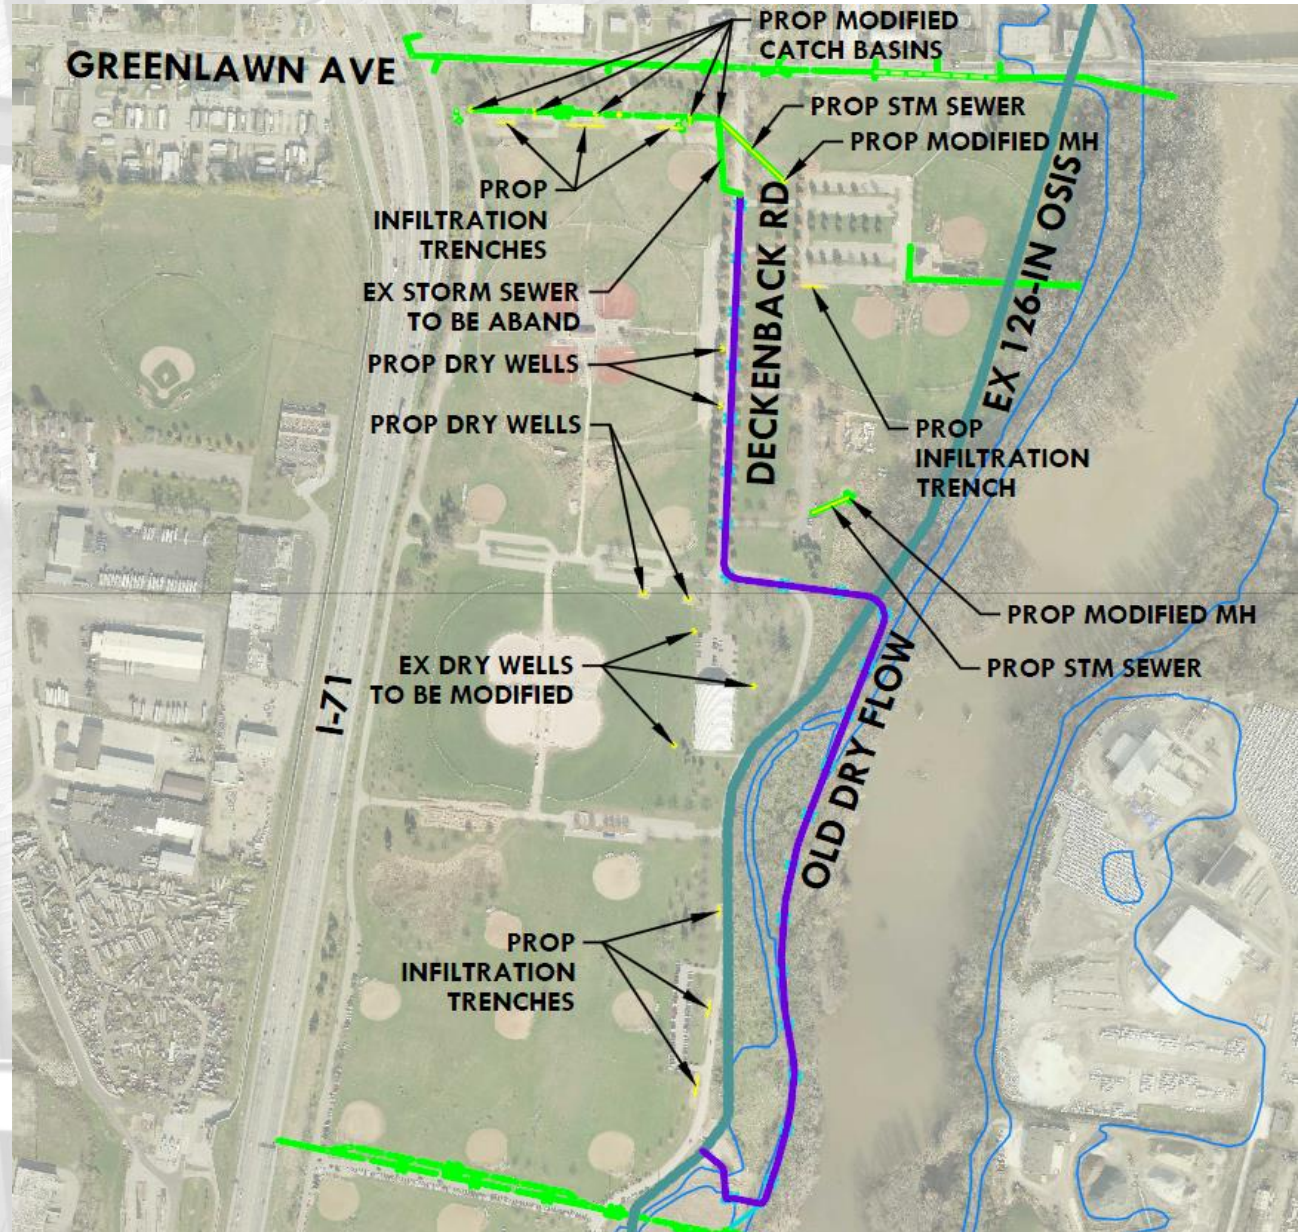 PROP MODIFIED
CATCH BASINS
GREENLAWN AVE
PROP STM SEWER
PROP MODIFIED MH
PROP
INFILTRATION
TRENCHES
EX STORM SEWER
TO BE ABAND
DECKENBACK RD
EX 126-IN OSIS
PROP DRY WELLS
PROP DRY WELLS
PROP
INFILTRATION
TRENCH
PROP MODIFIED MH
PROP STM SEWER
EX DRY WELLS
TO BE MODIFIED
I-71
OLD DRY FLOW
PROP
INFILTRATION
TRENCHES